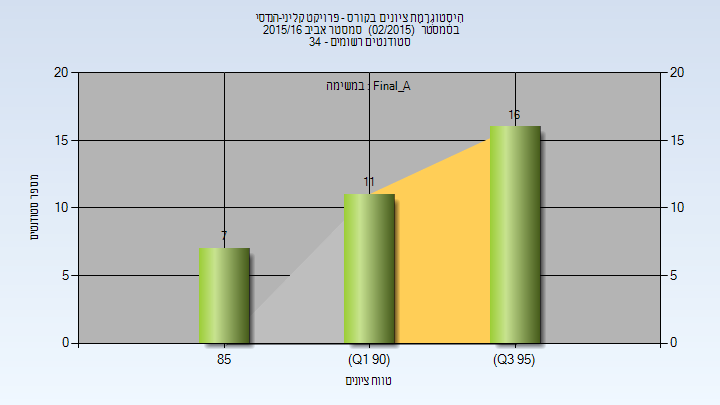 היסטוגרמת ציונים בקורס - פרויקט קליני-הנדסי
בסמסטר (02/2015) סמסטר אביב 2015/16
סטודנטים רשומים - 34
במשימה : Final_A
20
15
10
5
0
20
15
10
5
0
7
11
16
85
(Q1 90)
(Q3 95)
מספר סטודנטים
טווח ציונים